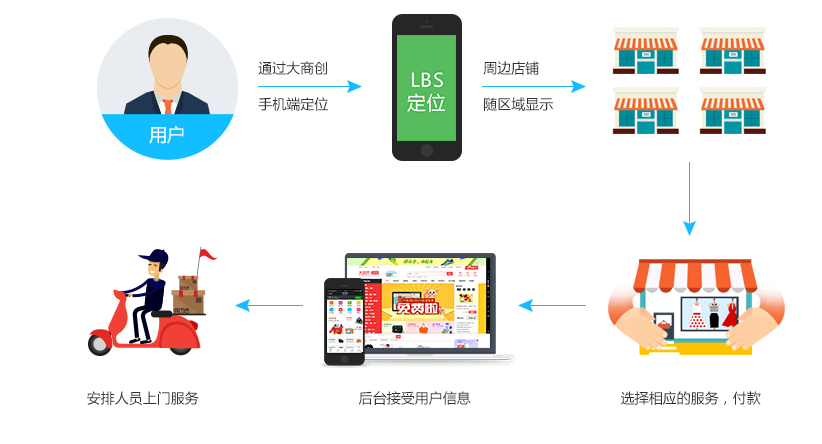 用户
通过大商创
手机端定位
LBS
定位
周边店铺
随区域显示
选择相应的服务，付款
后台接受用户信息
安排人员上门服务